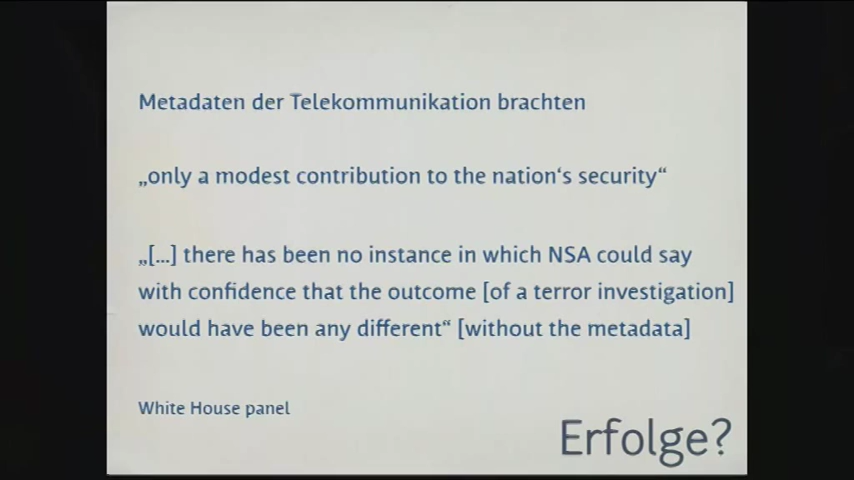 Metadaten der Telekommunikation brachten
„only a modest contribution to the nation‘s security“
„[...] there has been no instance in which NSA could say
with confidence that the outcome [of a terror investigation]
would have been any different“ [without the metadata]
White House panel
Erfolge?